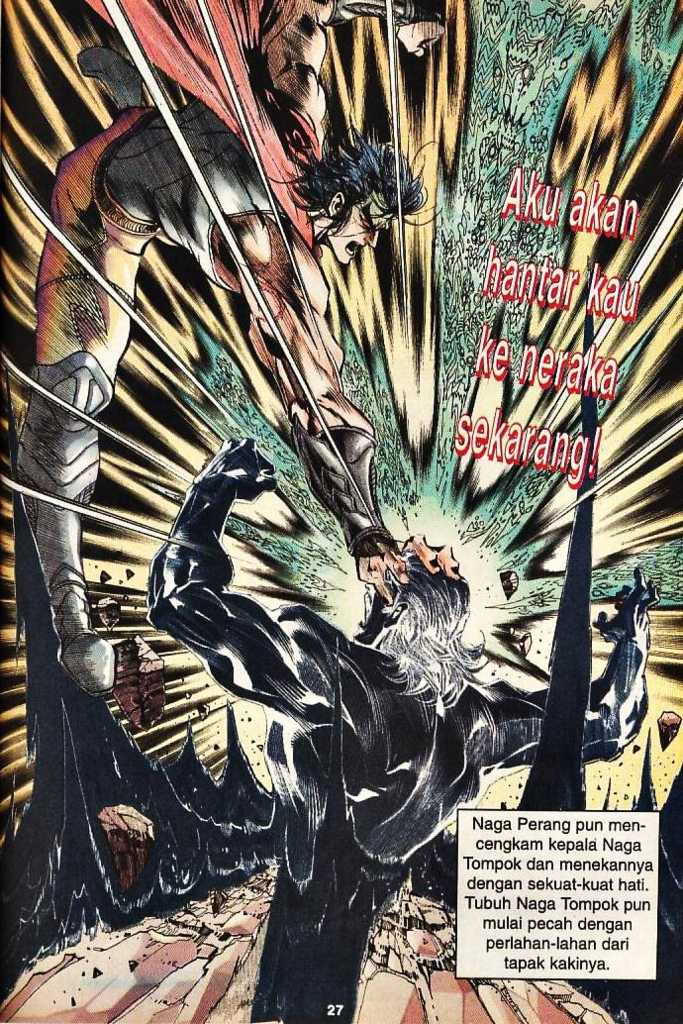 Aku akan
hantar kau
ke neraka
sekarang!
Naga Perang pun men-
cengkam kepala Naga
Tompok dan menekannya
dengan sekuat-kuat hati.
Tubuh Naga Tompok pun
mulai pecah dengan
perlahan-lahan dari
tapak kakinya.
27